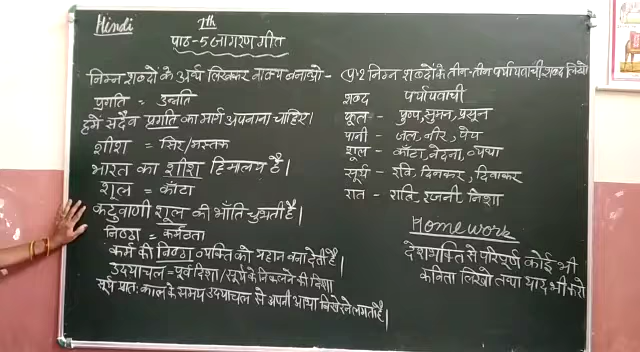 Hindi
7th
पाठ-5 जागरण गीत
निम्न शब्दों के अर्थ लिखकर वाक्य बनाओ-
प्रगति = उन्नति
हमें सदैव प्रगति का मार्ग अपनाना चाहिए।
शीश = सिर/मस्तक
भारत का शीश हिमालय है।
शूल = काँटा
कटुवाणी शूल की भाँति चुभती है।
निष्ठा = कर्मठता
कर्म की निष्ठा व्यक्ति को महान बना देती है।
उदयाचल = पूर्व दिशा/सूर्य के निकलने की दिशा
सूर्य प्रातः काल के समय उदयाचल से अपनी आभा बिखेरने लगता है।
प्र.2 निम्न शब्दों के तीन-तीन पर्यायवाची शब्द लिखो
शब्द पर्यायवाची
फूल - पुष्प, सुमन, प्रसून
पानी - जल, नीर, पेय
शूल - काँटा, वेदना, व्यथा
सूर्य - रवि, दिनकर, दिवाकर
रात - रात्रि, रजनी, निशा
Homework
देशभक्ति से परिपूर्ण कोई भी
कविता लिखो तथा याद भी करो